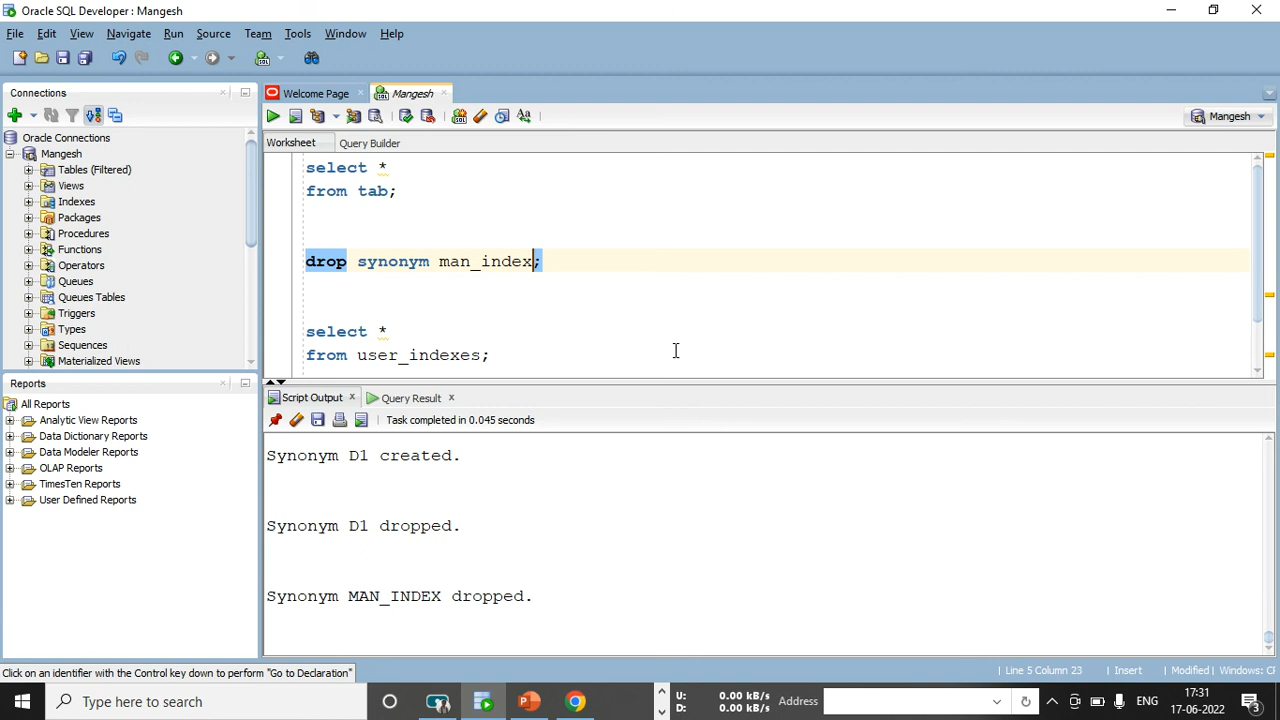 Oracle SQL Developer : Mangesh
File Edit View Navigate Run Source Team Tools Window Help
Connections
Oracle Connections
Mangesh
Tables (Filtered)
Views
Indexes
Packages
Procedures
Functions
Operators
Queues
Queues Tables
Triggers
Types
Sequences
Materialized Views
Reports
All Reports
Analytic View Reports
Data Dictionary Reports
Data Modeler Reports
OLAP Reports
TimesTen Reports
User Defined Reports
Welcome Page
Mangesh
Mangesh
Worksheet Query Builder
select *
from tab;
drop synonym man_index;
select *
from user_indexes;
Script Output Query Result
Task completed in 0.045 seconds
Synonym D1 created.
Synonym D1 dropped.
Synonym MAN_INDEX dropped.
Click on an identifier with the Control key down to perform "Go to Declaration"
Line 5 Column 23 Insert Modified Windows: CF
Type here to search
U: 0.00 kB/s
D: 0.00 kB/s
Address
ENG
17:31
17-06-2022
3